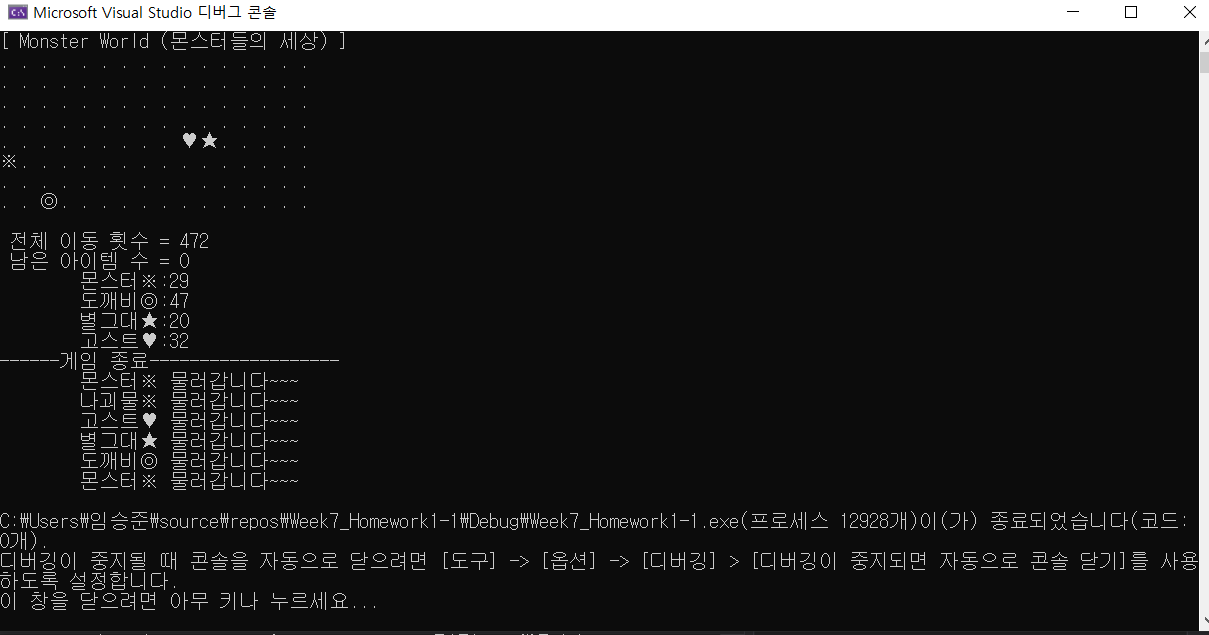 Microsoft Visual Studio 디버그 콘솔
[ Monster World (몬스터들의 세상) ]
. . . . . . . . . . . . . . . .
. . . . . . . . . . . . . . . .
. . . . . . . . . . . . . . . .
. . . . . . . . . . . . . . . .
. . . . . . . . . ♥★. . . . .
※. . . . . . . . . . . . . . .
. . . . . . . . . . . . . . . .
. . ◎. . . . . . . . . . . . .
전체 이동 횟수 = 472
남은 아이템 수 = 0
몬스터※:29
도깨비◎:47
별그대★:20
고스트♥:32
------게임 종료-------------------
몬스터※ 물러갑니다~~~
나괴물※ 물러갑니다~~~
고스트♥ 물러갑니다~~~
별그대★ 물러갑니다~~~
도깨비◎ 물러갑니다~~~
몬스터※ 물러갑니다~~~
C:\Users\임승준\source\repos\Week7_Homework1-1\Debug\Week7_Homework1-1.exe(프로세스 12928개)이(가) 종료되었습니다(코드:
0개).
디버깅이 중지될 때 콘솔을 자동으로 닫으려면 [도구] -> [옵션] -> [디버깅] > [디버깅이 중지되면 자동으로 콘솔 닫기]를 사용
하도록 설정합니다.
이 창을 닫으려면 아무 키나 누르세요...